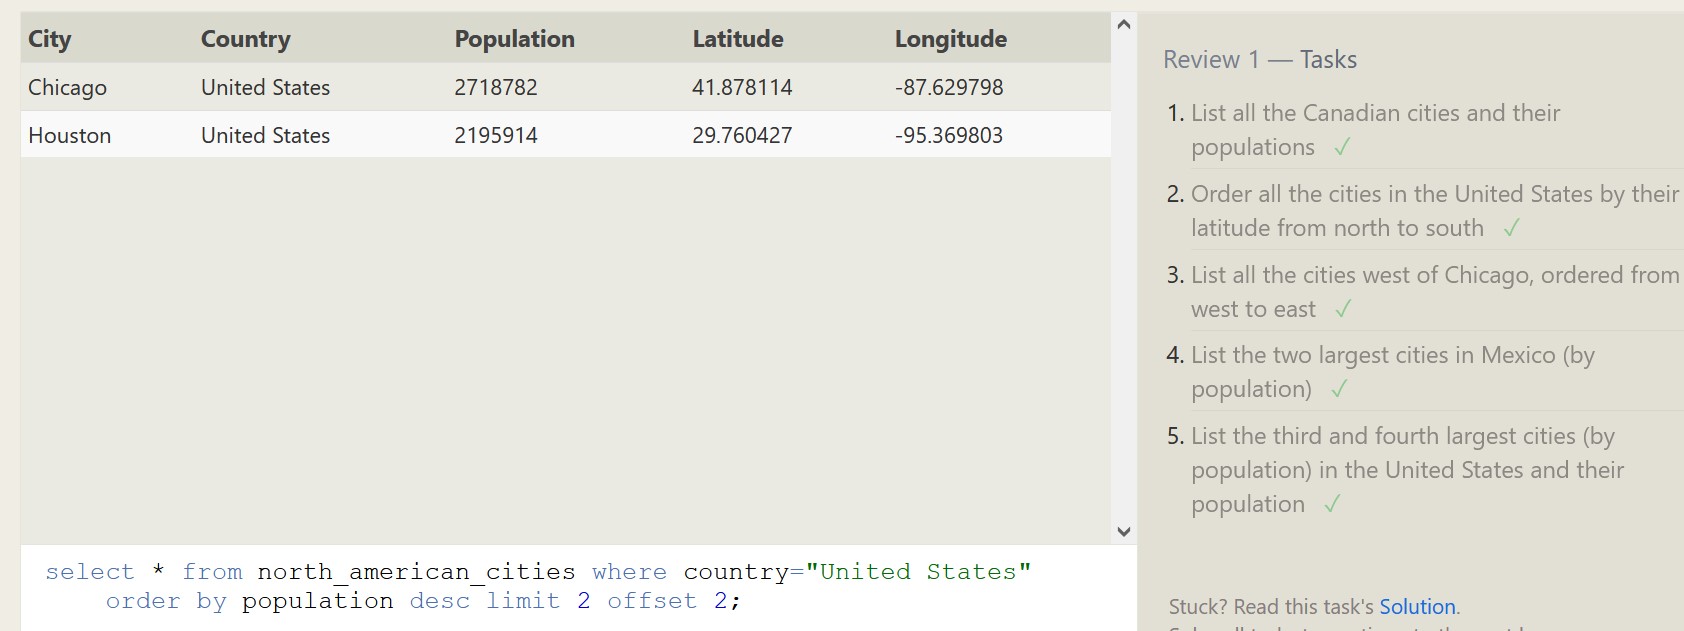 City Country Population Latitude Longitude
Chicago United States 2718782 41.878114 -87.629798
Houston United States 2195914 29.760427 -95.369803
select * from north_american_cities where country="United States"
order by population desc limit 2 offset 2;
Review 1 — Tasks
1. List all the Canadian cities and their
populations ✓
2. Order all the cities in the United States by their
latitude from north to south ✓
3. List all the cities west of Chicago, ordered from
west to east ✓
4. List the two largest cities in Mexico (by
population) ✓
5. List the third and fourth largest cities (by
population) in the United States and their
population ✓
Stuck? Read this task's Solution.